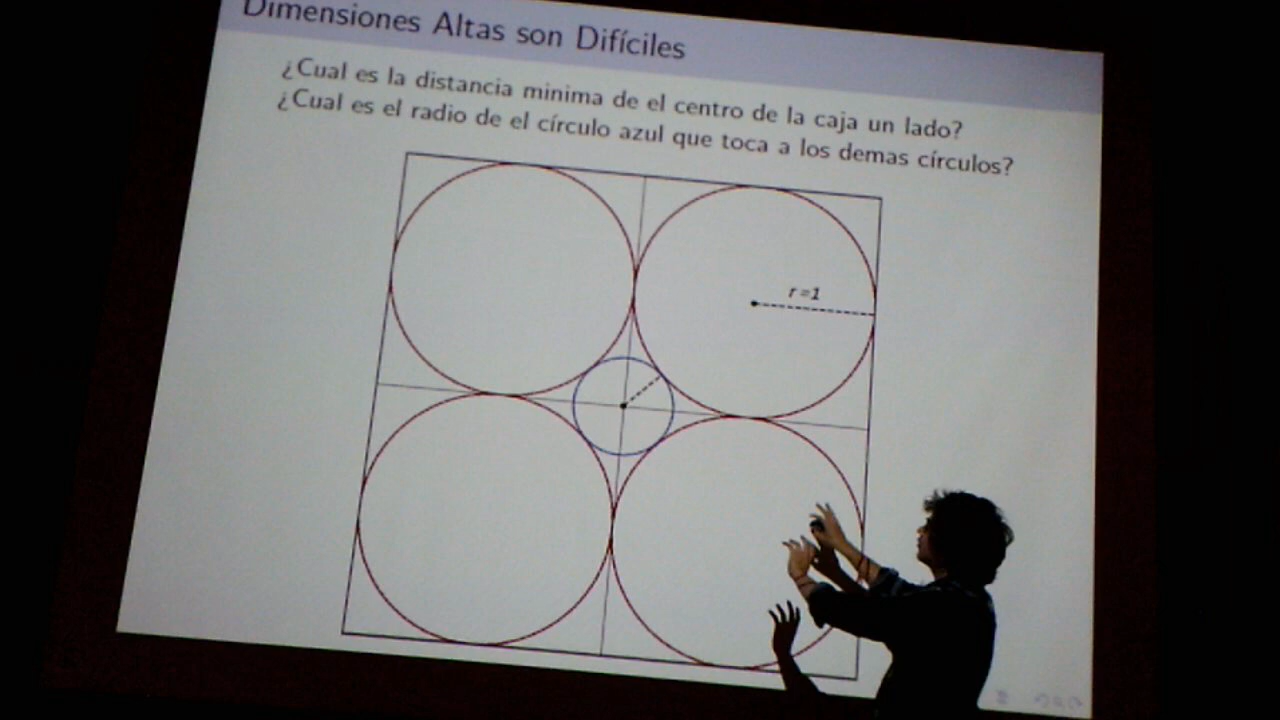 Dimensiones Altas son Difíciles
¿Cual es la distancia minima de el centro de la caja un lado?
¿Cual es el radio de el círculo azul que toca a los demas círculos?
r=1